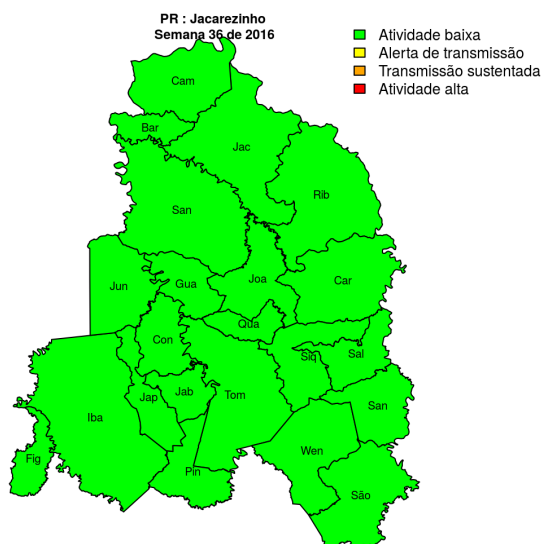 PR : Jacarezinho
Semana 36 de 2016
Atividade baixa
Alerta de transmissão
Transmissão sustentada
Atividade alta
Cam
Bar
Jac
Rib
San
Jun
Gua
Joa
Car
Qua
Con
Siq
Sal
Jap
Jab
Tom
San
Iba
Wen
Fig
Pin
São